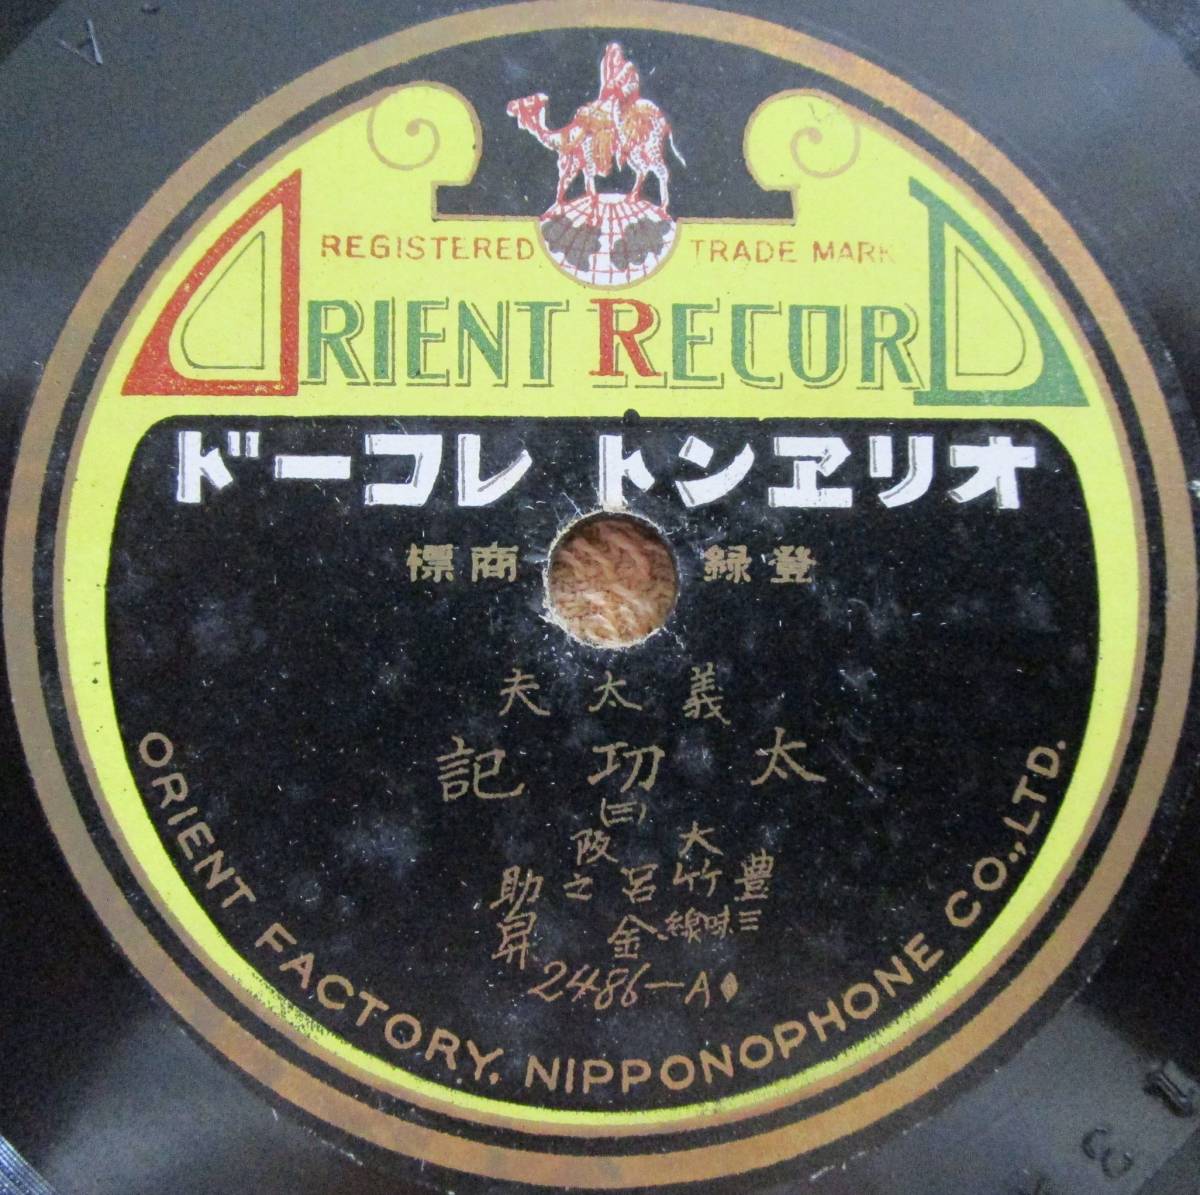 REGISTERED TRADE MARK
ORIENT RECORD
オリヱントレコード
登録商標
義太夫
太功記
(三)
大阪
豊竹呂之助
三味線 金昇
2486-A
ORIENT FACTORY, NIPPONOPHONE CO., LTD.
A